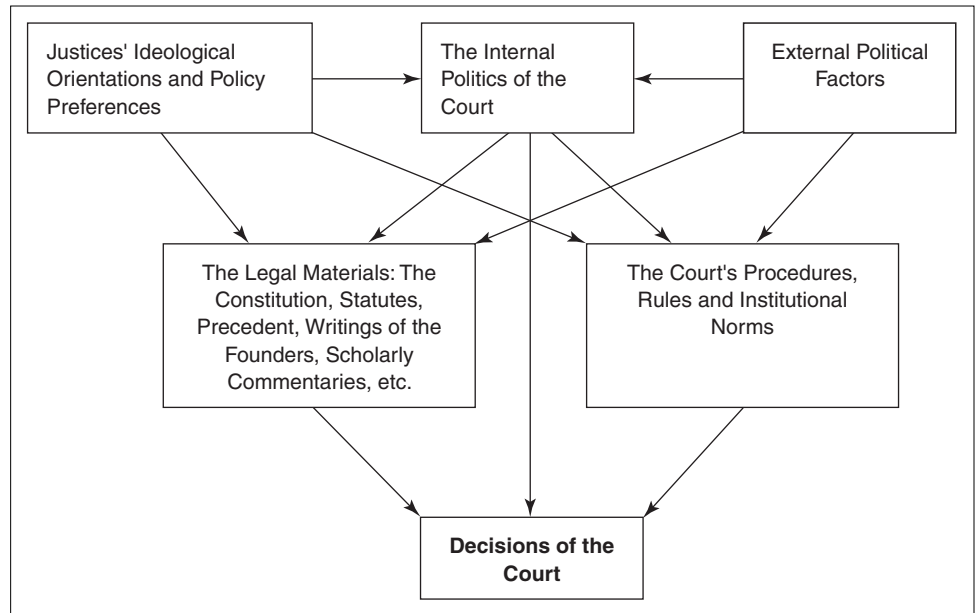 Justices' Ideological
Orientations and Policy
Preferences
The Internal
Politics of the
Court
External Political
Factors
The Legal Materials: The
Constitution, Statutes,
Precedent, Writings of the
Founders, Scholarly
Commentaries, etc.
The Court's Procedures,
Rules and Institutional
Norms
Decisions of the
Court